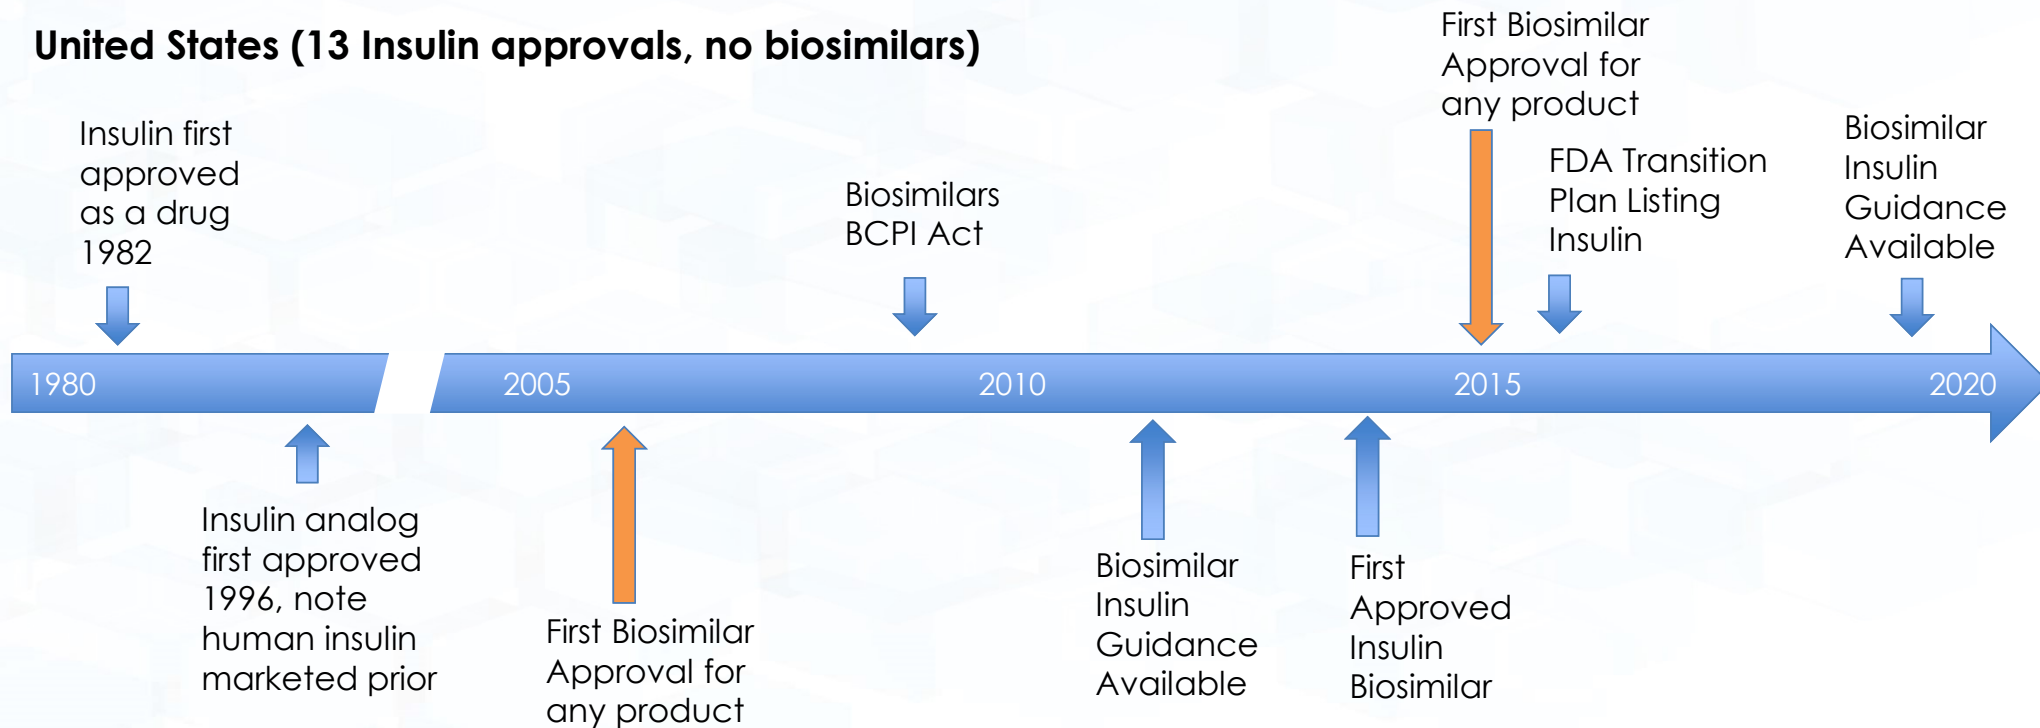 United States (13 Insulin approvals, no biosimilars)
Insulin first
approved
as a drug
1982
Biosimilars
BCPI Act
First Biosimilar
Approval for
any product
FDA Transition
Plan Listing
Insulin
Biosimilar
Insulin
Guidance
Available
1980
2005
2010
2015
2020
Insulin analog
first approved
1996, note
human insulin
marketed prior
First Biosimilar
Approval for
any product
Biosimilar
Insulin
Guidance
Available
First
Approved
Insulin
Biosimilar